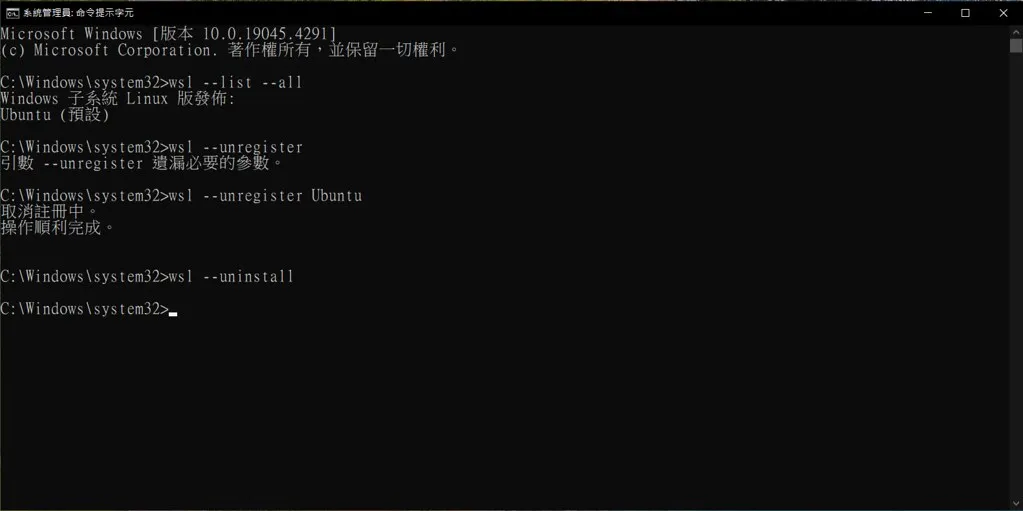 系統管理員: 命令提示字元
Microsoft Windows [版本 10.0.19045.4291]
(c) Microsoft Corporation. 著作權所有，並保留一切權利。
C:\Windows\system32>wsl --list --all
Windows 子系統 Linux 版發佈:
Ubuntu (預設)
C:\Windows\system32>wsl --unregister
引數 --unregister 遺漏必要的參數。
C:\Windows\system32>wsl --unregister Ubuntu
取消註冊中。
操作順利完成。
C:\Windows\system32>wsl --uninstall
C:\Windows\system32>